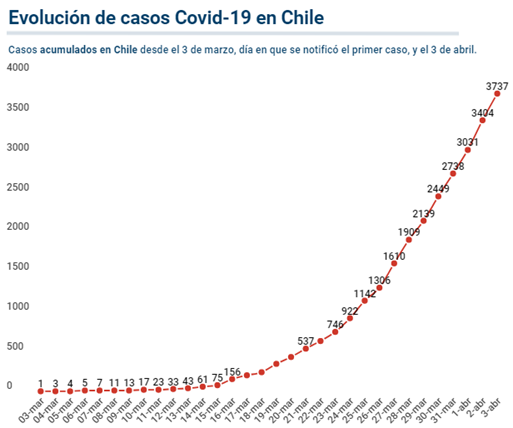 Evolución de casos Covid-19 en Chile
Casos acumulados en Chile desde el 3 de marzo, día en que se notificó el primer caso, y el 3 de abril.
4000
3500
3000
2500
2000
1500
1000
500
0
1 3 4 5 7 11 13 17 23 33 43 61 75 156 537 746 922 1142 1306 1610 1909 2139 2449 2738 3031 3404 3737
03-mar 04-mar 05-mar 06-mar 07-mar 08-mar 09-mar 10-mar 11-mar 12-mar 13-mar 14-mar 15-mar 16-mar 17-mar 18-mar 19-mar 20-mar 21-mar 22-mar 23-mar 24-mar 25-mar 26-mar 27-mar 28-mar 29-mar 30-mar 31-mar 1-abr 2-abr 3-abr